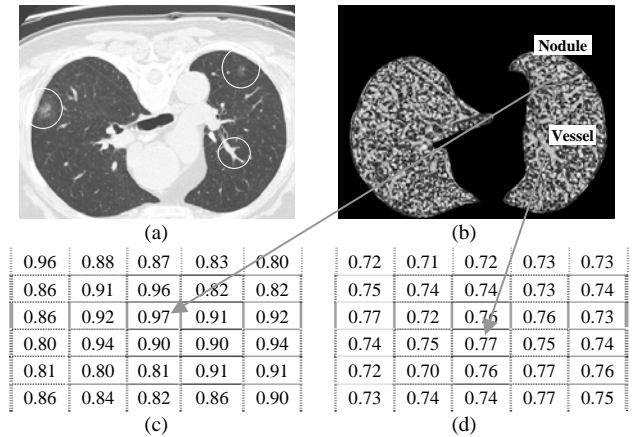 Nodule
Vessel
(a)
(b)
0.96 0.88 0.87 0.83 0.80
0.86 0.91 0.96 0.82 0.82
0.86 0.92 0.97 0.91 0.92
0.80 0.94 0.90 0.90 0.94
0.81 0.80 0.81 0.91 0.91
0.86 0.84 0.82 0.86 0.90
(c)
0.72 0.71 0.72 0.73 0.73
0.75 0.74 0.74 0.73 0.74
0.77 0.72 0.76 0.76 0.73
0.74 0.75 0.77 0.75 0.74
0.72 0.70 0.76 0.77 0.76
0.73 0.74 0.74 0.77 0.75
(d)